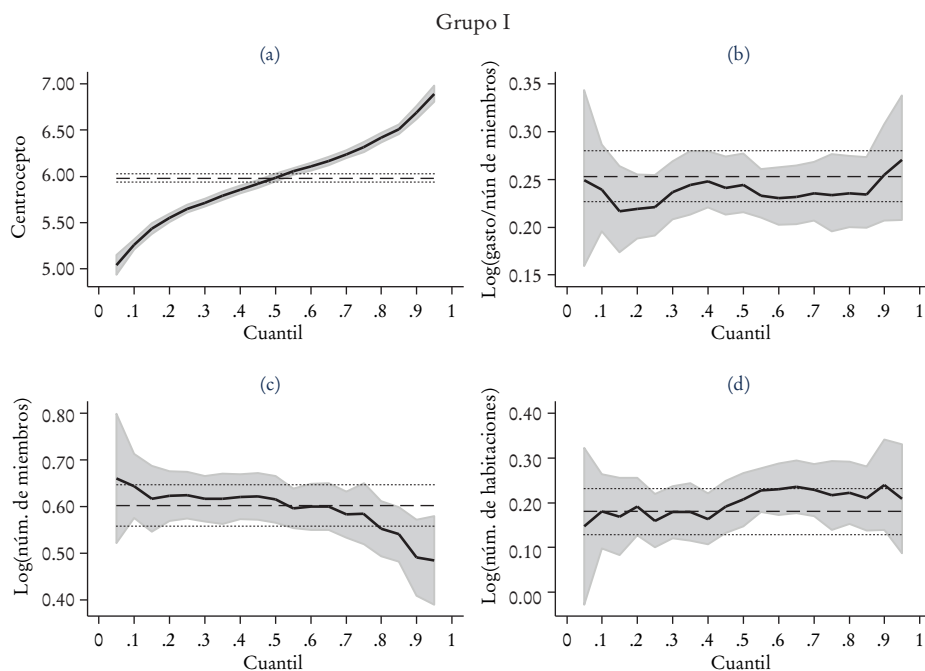 Grupo I
(a)
Centrocepto
7.00
6.50
6.00
5.50
5.00
0 .1 .2 .3 .4 .5 .6 .7 .8 .9 1
Cuantil
(b)
Log(gasto/nún de miembros)
0.35
0.30
0.25
0.20
0.15
0 .1 .2 .3 .4 .5 .6 .7 .8 .9 1
Cuantil
(c)
Log(núm. de miembros)
0.80
0.70
0.60
0.50
0.40
0 .1 .2 .3 .4 .5 .6 .7 .8 .9 1
Cuantil
(d)
Log(núm. de habitaciones)
0.40
0.30
0.20
0.10
0.00
0 .1 .2 .3 .4 .5 .6 .7 .8 .9 1
Cuantil